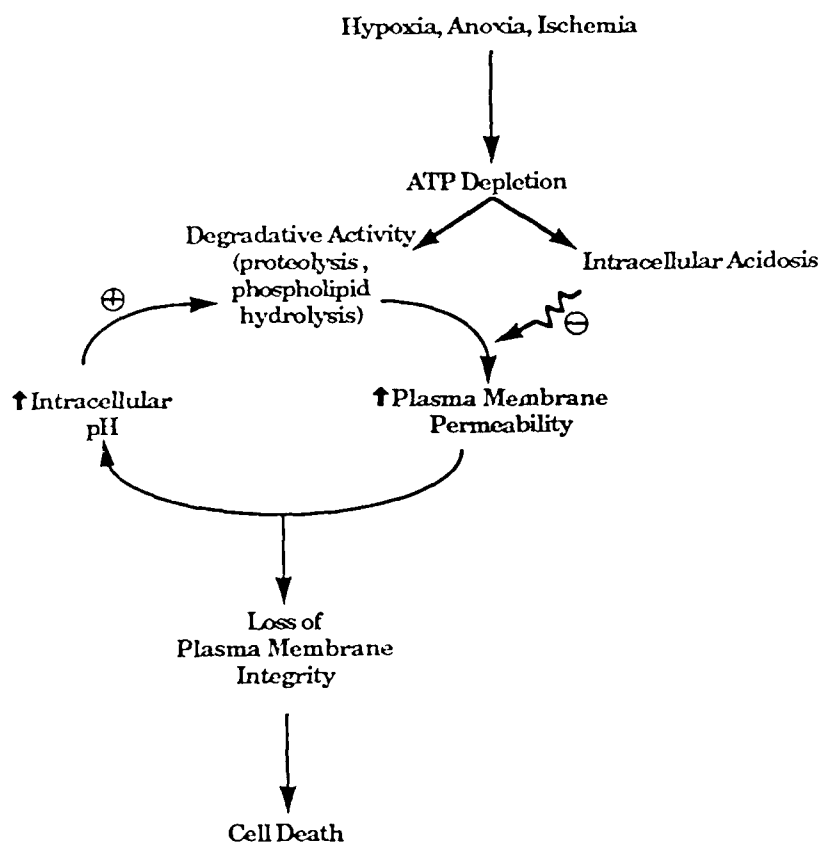 Hypoxia, Anoxia, Ischemia
ATP Depletion
Degradative Activity
(proteolysis,
phospholipid
hydrolysis)
Intracellular Acidosis
⊕
⊖
↑Intracellular
pH
↑Plasma Membrane
Permeability
Loss of
Plasma Membrane
Integrity
Cell Death